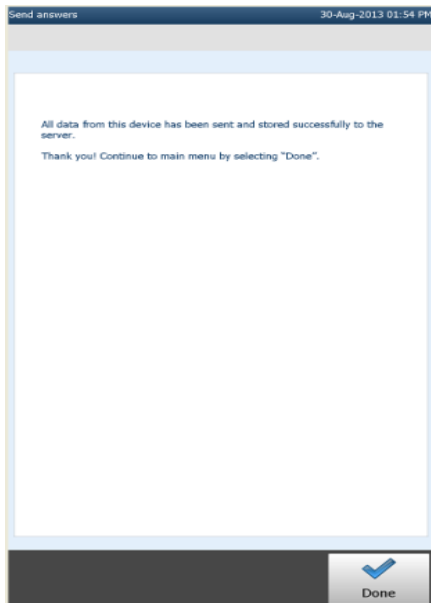 Send answers 30-Aug-2013 01:54 PM
All data from this device has been sent and stored successfully to the
server.
Thank you! Continue to main menu by selecting "Done".
Done